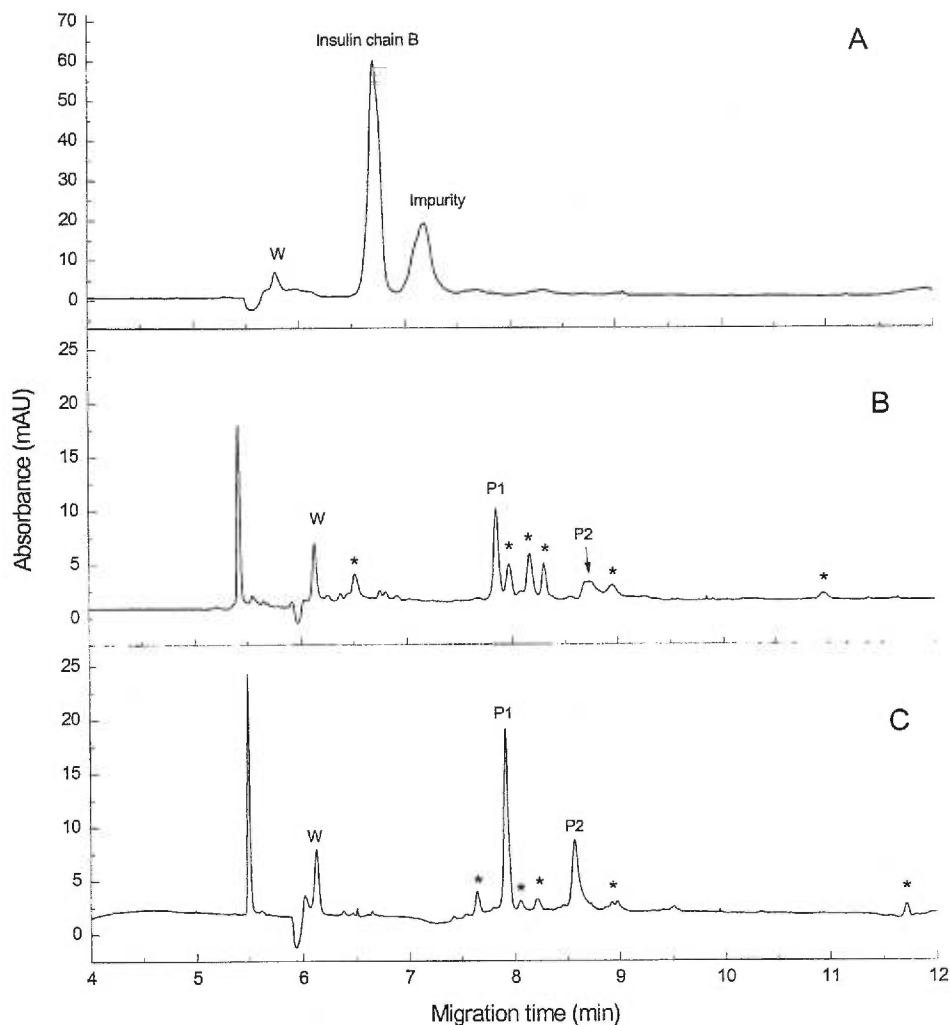 70
60
50
40
30
20
10
0
Insulin chain B
Impurity
W
A
25
20
15
10
5
0
W
*
P1
*
*
*
P2
*
*
B
25
20
15
10
5
0
W
*
P1
*
*
P2
*
*
C
Absorbance (mAU)
4 5 6 7 8 9 10 11 12
Migration time (min)